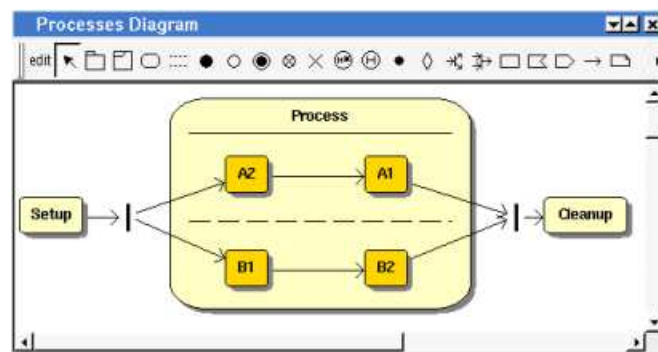 Processes Diagram
edit
Process
A2 A1
Setup Cleanup
B1 B2